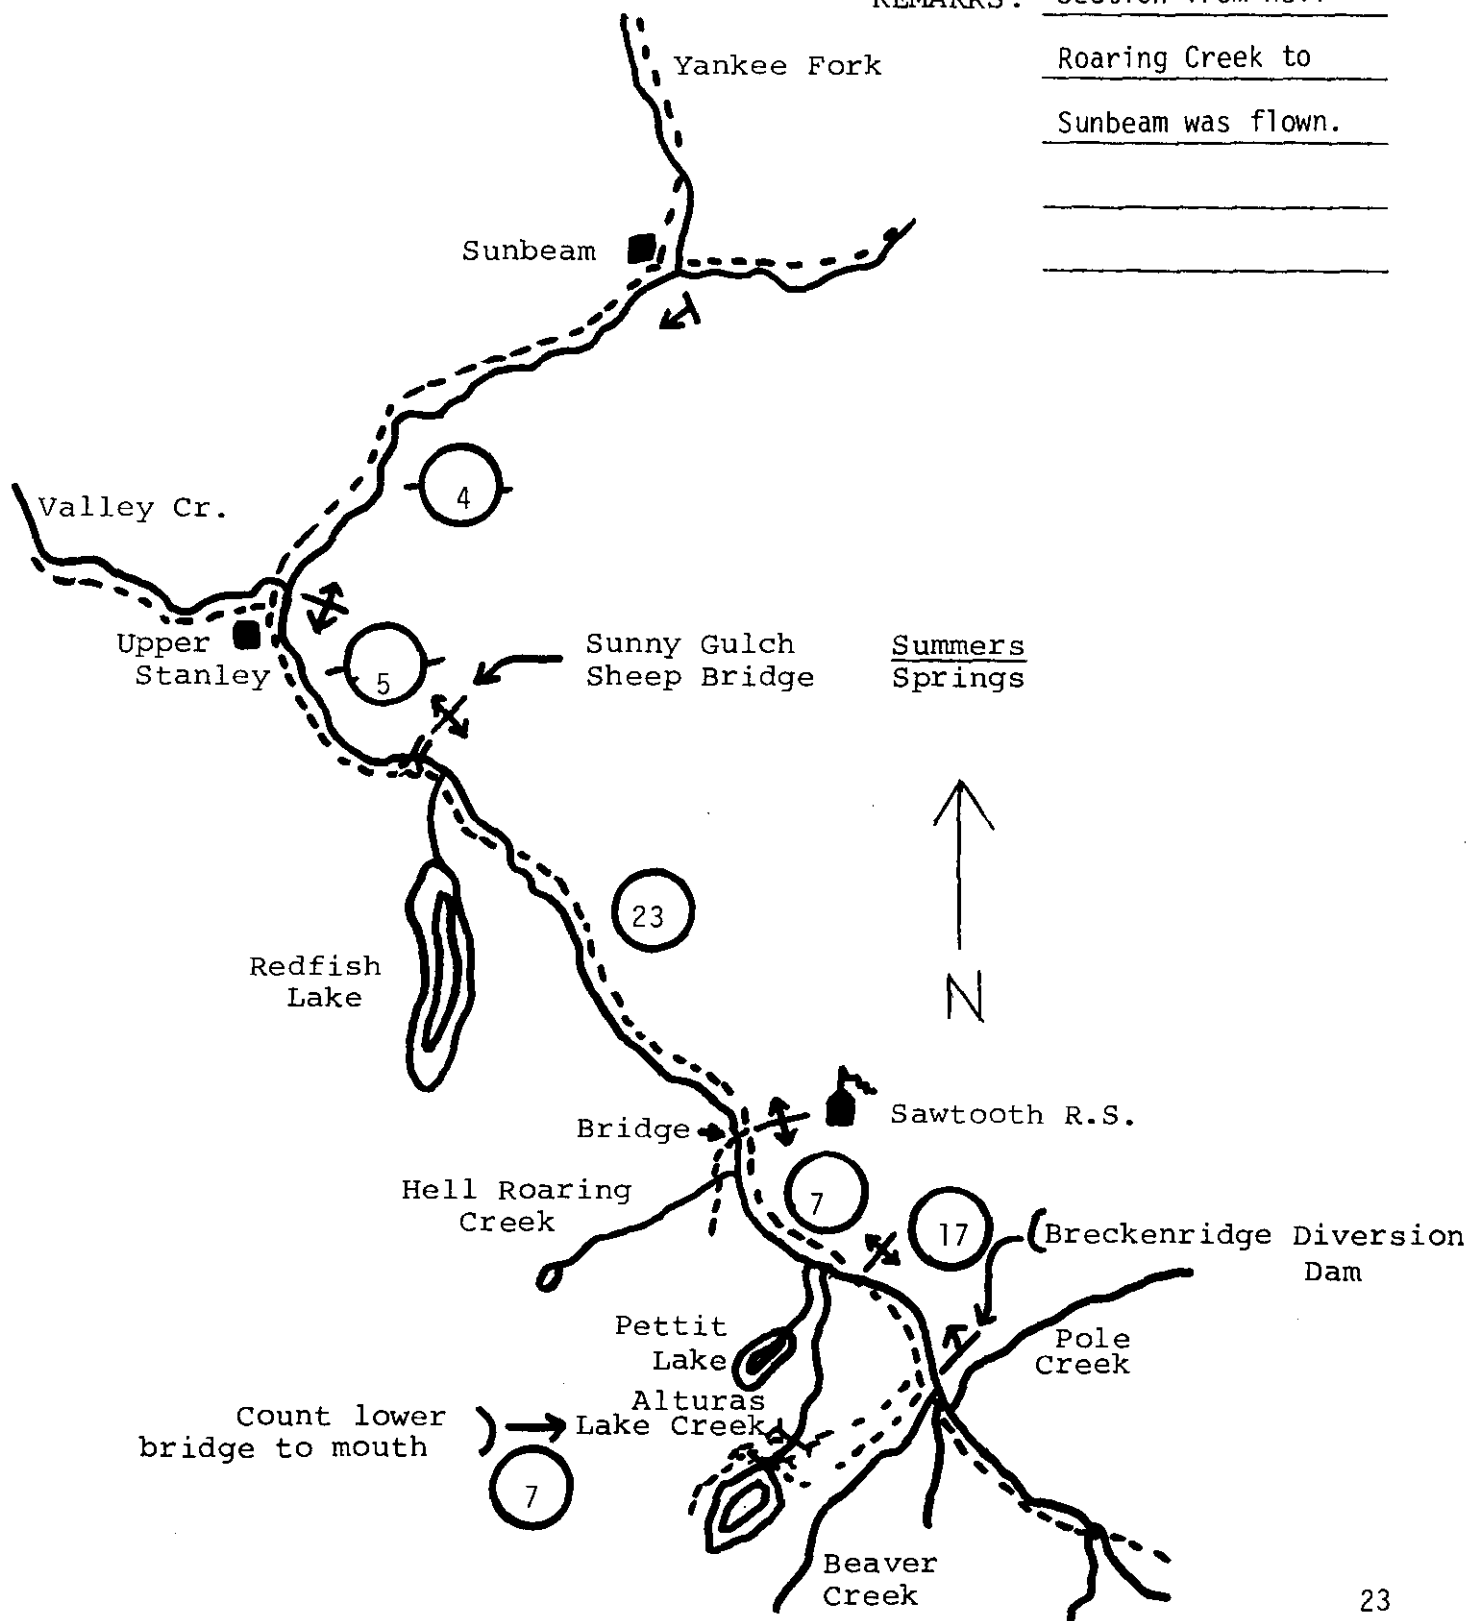 REMARKS:
Roaring Creek to
Sunbeam was flown.
Yankee Fork
Sunbeam
4
Valley Cr.
Upper
Stanley
5
Sunny Gulch
Sheep Bridge
Summers
Springs
23
Redfish
Lake
N
Bridge
Sawtooth R.S.
Hell Roaring
Creek
7
17
Breckenridge Diversion
Dam
Pettit
Lake
Pole
Creek
Alturas
Lake Creek
Count lower
bridge to mouth
7
Beaver
Creek
23